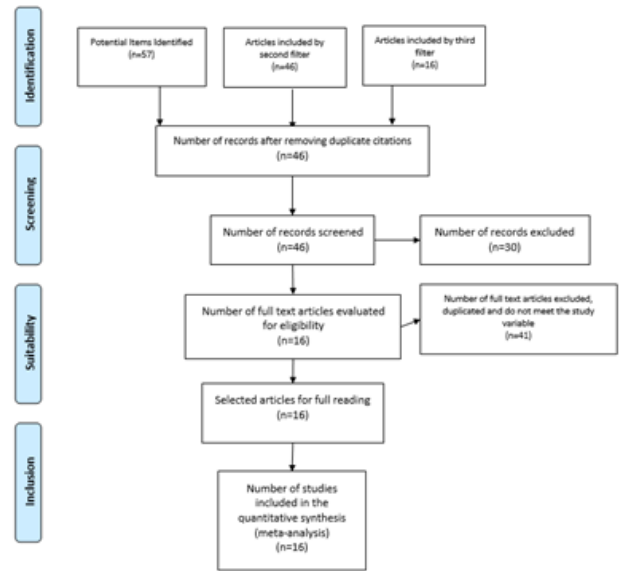 Identification
Potential Items Identified
(n=57)
Articles included by
second filter
(n=46)
Articles included by third
filter
(n=16)
Number of records after removing duplicate citations
(n=46)
Screening
Number of records screened
(n=46)
Number of records excluded
(n=30)
Suitability
Number of full text articles evaluated
for eligibility
(n=16)
Number of full text articles excluded,
duplicated and do not meet the study
variable
(n=41)
Selected articles for full reading
(n=16)
Inclusion
Number of studies
included in the
quantitative synthesis
(meta-analysis)
(n=16)